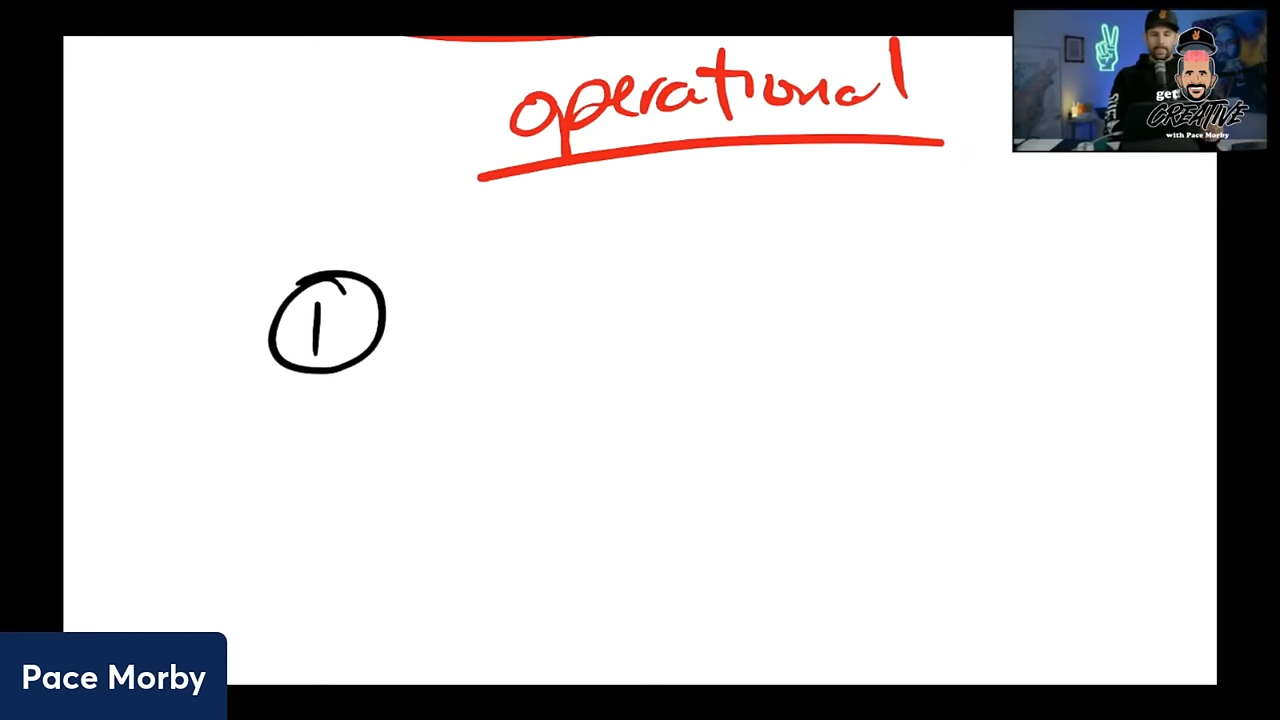 operational
1
get
CREATIVE
with Pace Morby
Pace Morby